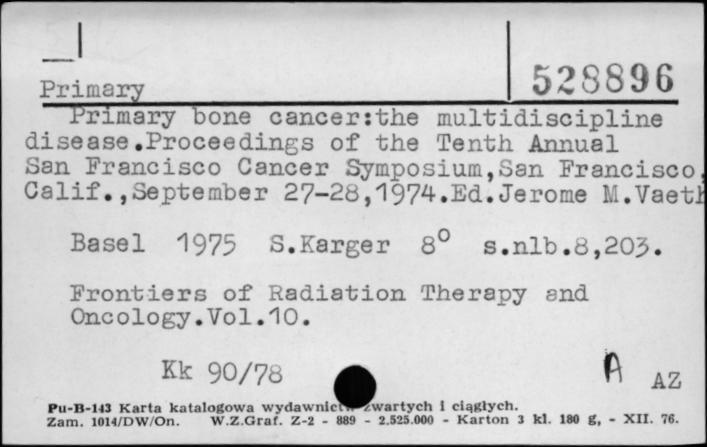 Primary 528896
Primary bone cancer:the multidiscipline
disease.Proceedings of the Tenth Annual
San Francisco Cancer Symposium,San Francisco,
Calif.,September 27-28,1974.Ed.Jerome M.Vaeth
Basel 1975 S.Karger 8° s.nlb.8,203.
Frontiers of Radiation Therapy and
Oncology.Vol.10.
Kk 90/78 A AZ
Pu-B-143 Karta katalogowa wydawnictw zwartych i ciągłych.
Zam. 1014/DW/On. W.Z.Graf. Z-2 - 889 - 2.525.000 - Karton 3 kl. 180 g, - XII. 76.